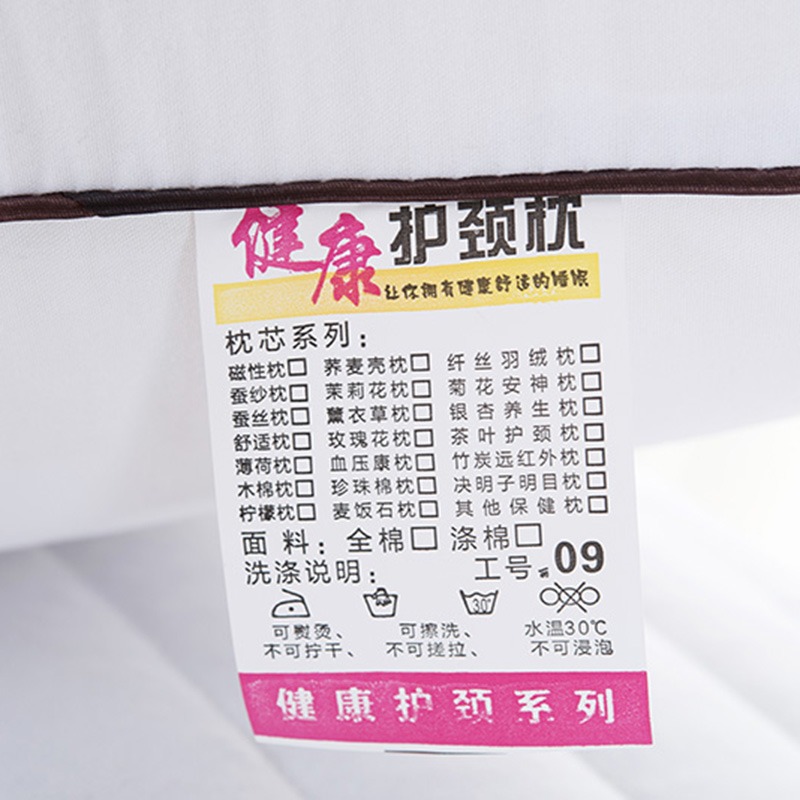 健康护颈枕
让你拥有健康舒适的睡眠
枕芯系列：
磁性枕□ 荞麦壳枕□ 纤丝羽绒枕□
蚕纱枕□ 茉莉花枕□ 菊花安神枕□
蚕丝枕□ 薰衣草枕□ 银杏养生枕□
舒适枕□ 玫瑰花枕□ 茶叶护颈枕□
薄荷枕□ 血压康枕□ 竹炭远红外枕□
木棉枕□ 珍珠棉枕□ 决明子明目枕□
柠檬枕□ 麦饭石枕□ 其他保健枕□
面料：全棉□ 涤棉□
洗涤说明： 工号 09
30°
可熨烫、 可擦洗、 水温30℃
不可拧干、 不可搓拉、 不可浸泡
健康护颈系列